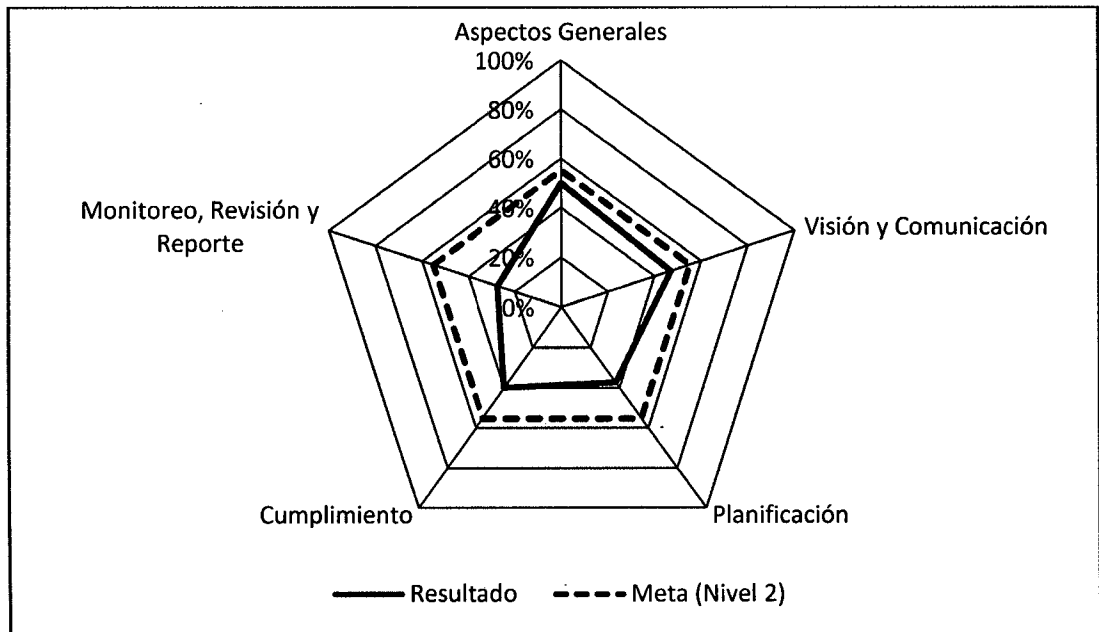 Aspectos Generales
100%
80%
60%
40%
20%
0%
Monitoreo, Revisión y
Reporte
Visión y Comunicación
Cumplimiento
Planificación
Resultado
Meta (Nivel 2)